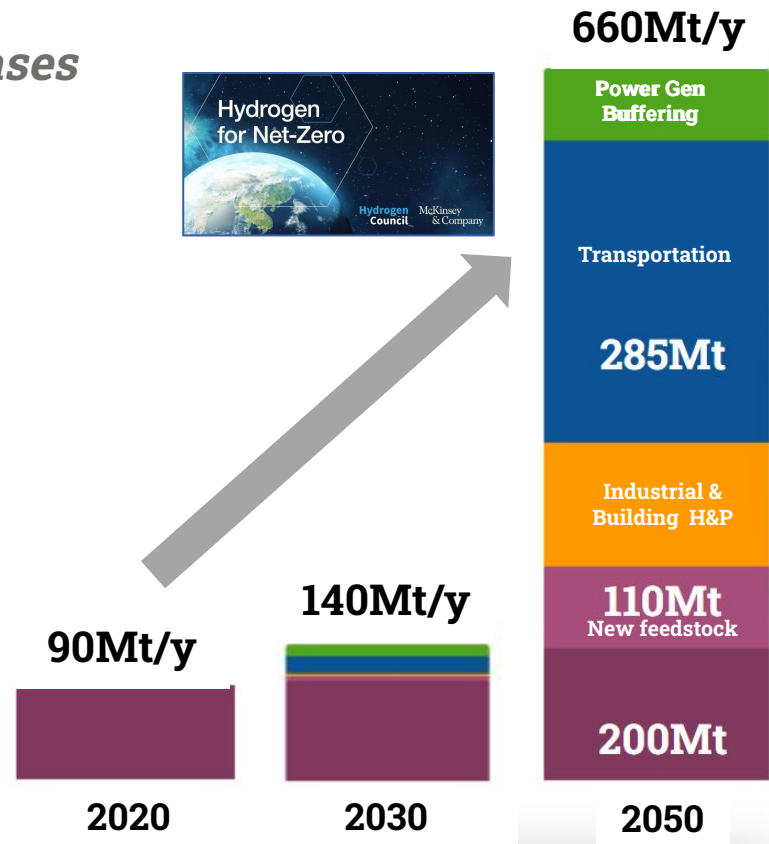 660Mt/y
ases
Power Gen
Buffering
Hydrogen
for Net-Zero
Hydrogen
Council
McKinsey
& Company
Transportation
285Mt
Industrial &
Building H&P
140Mt/y
110Mt
New feedstock
90Mt/y
200Mt
2020
2030
2050